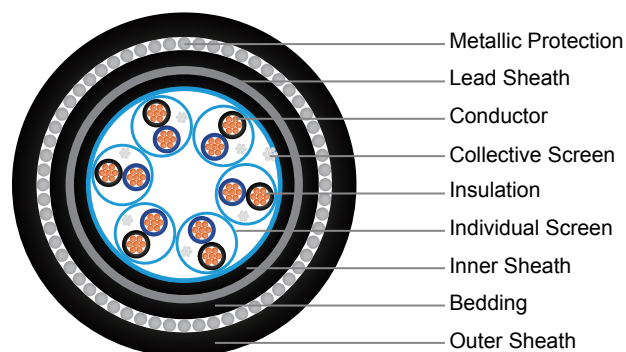 Metallic Protection
Lead Sheath
Conductor
Collective Screen
Insulation
Individual Screen
Inner Sheath
Bedding
Outer Sheath